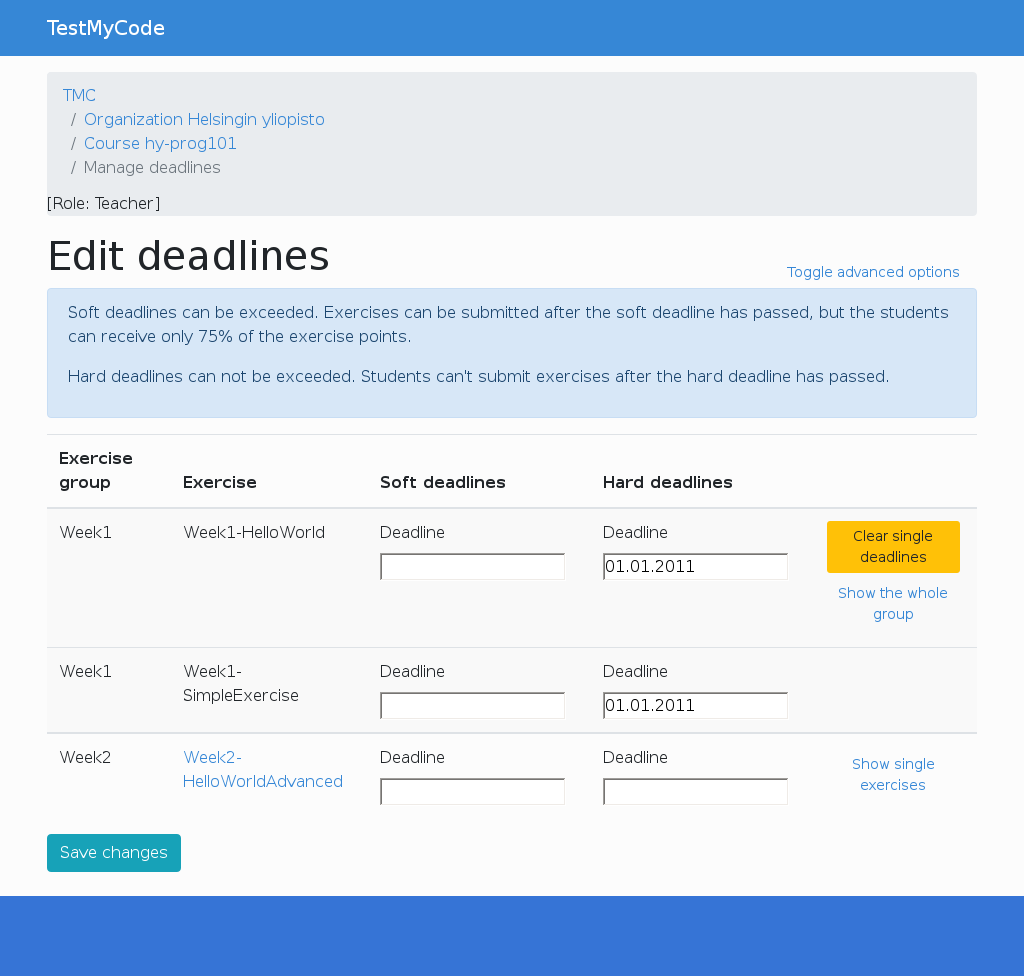 TestMyCode
TMC
/ Organization Helsingin yliopisto
/ Course hy-prog101
/ Manage deadlines
[Role: Teacher]
Edit deadlines
Toggle advanced options
Soft deadlines can be exceeded. Exercises can be submitted after the soft deadline has passed, but the students
can receive only 75% of the exercise points.
Hard deadlines can not be exceeded. Students can't submit exercises after the hard deadline has passed.
Exercise
group
Exercise
Soft deadlines
Hard deadlines
Week1
Week1-HelloWorld
Deadline
Deadline
01.01.2011
Clear single
deadlines
Show the whole
group
Week1
Week1-
SimpleExercise
Deadline
Deadline
01.01.2011
Week2
Week2-
HelloWorldAdvanced
Deadline
Deadline
Show single
exercises
Save changes